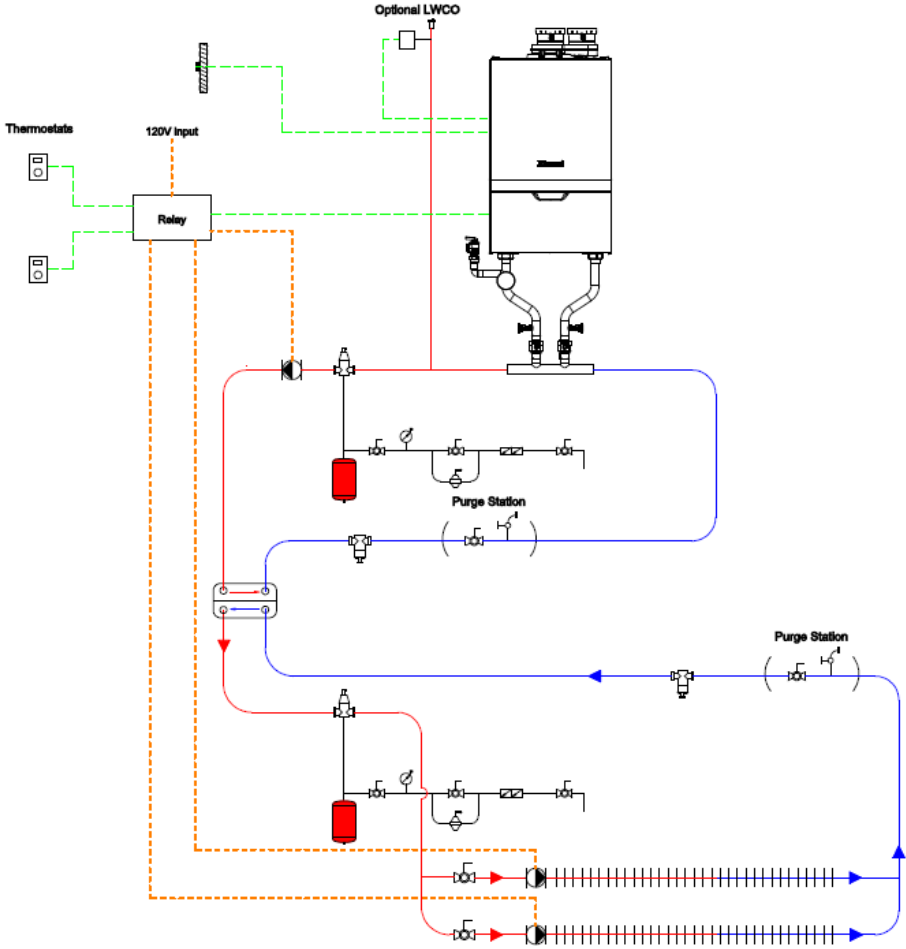 Optional LWCO
Thermostats
120V Input
Relay
Purge Station
Purge Station